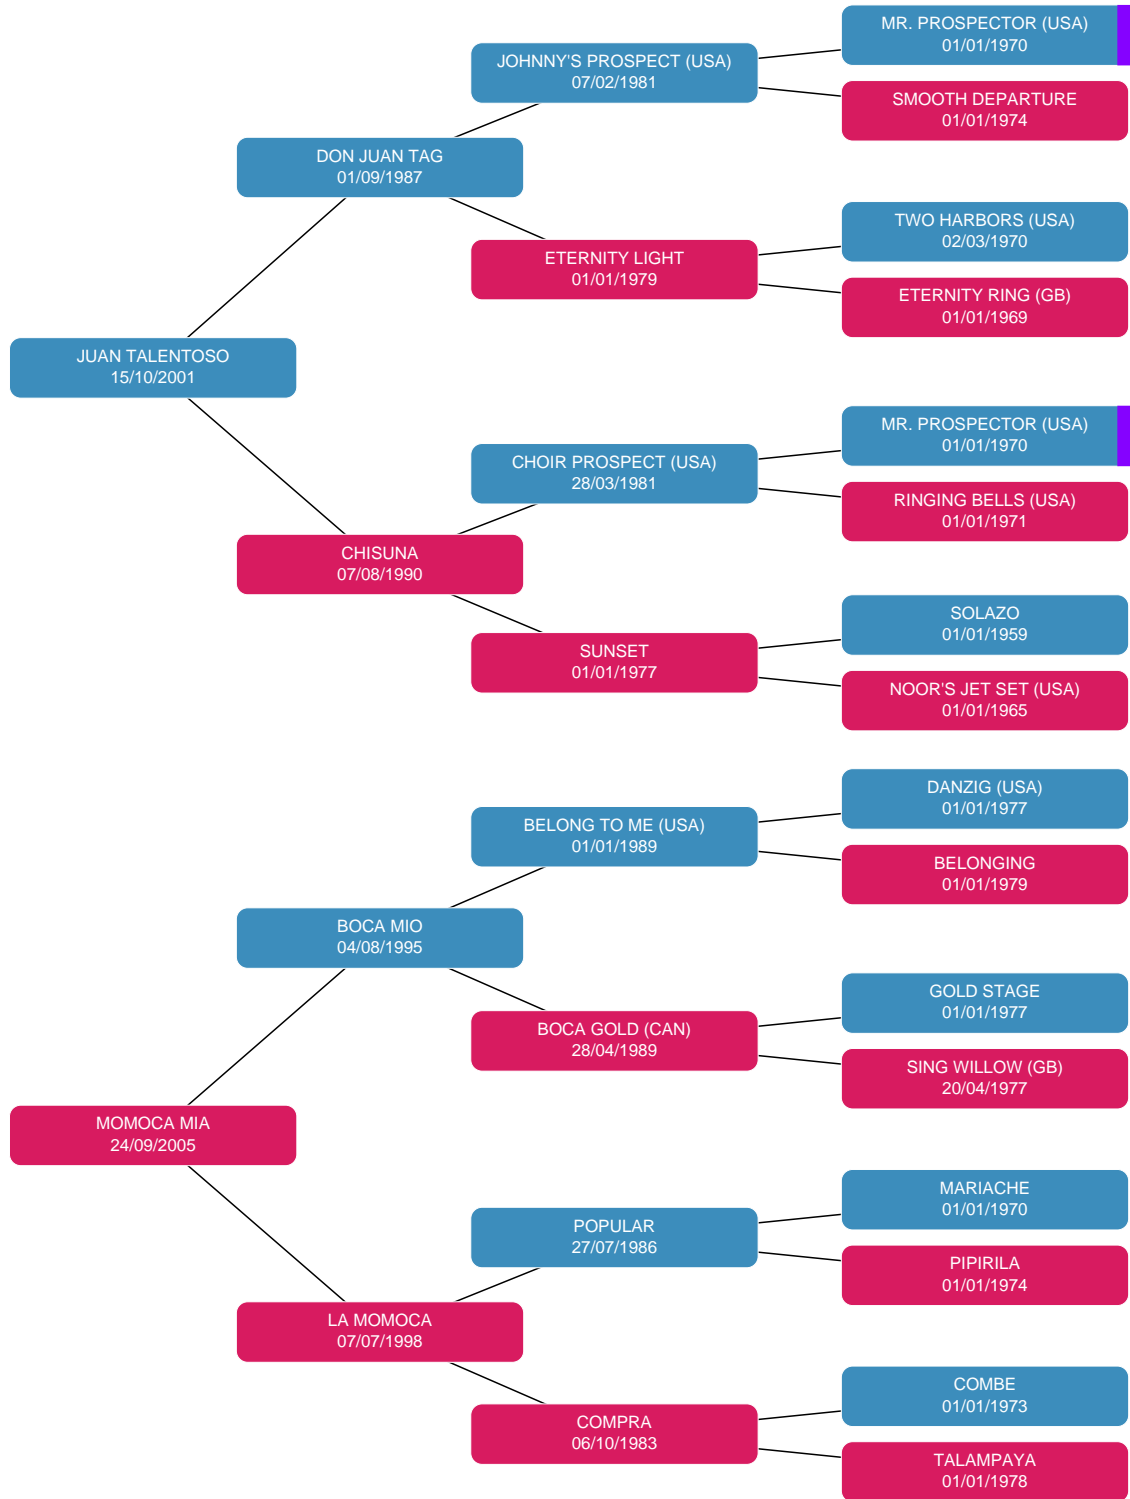 MR. PROSPECTOR (USA)
01/01/1970
JOHNNY'S PROSPECT (USA)
07/02/1981
SMOOTH DEPARTURE
01/01/1974
DON JUAN TAG
01/09/1987
TWO HARBORS (USA)
02/03/1970
ETERNITY LIGHT
01/01/1979
ETERNITY RING (GB)
01/01/1969
JUAN TALENTOSO
15/10/2001
MR. PROSPECTOR (USA)
01/01/1970
CHOIR PROSPECT (USA)
28/03/1981
RINGING BELLS (USA)
01/01/1971
CHISUNA
07/08/1990
SOLAZO
01/01/1959
SUNSET
01/01/1977
NOOR'S JET SET (USA)
01/01/1965
DANZIG (USA)
01/01/1977
BELONG TO ME (USA)
01/01/1989
BELONGING
01/01/1979
BOCA MIO
04/08/1995
GOLD STAGE
01/01/1977
BOCA GOLD (CAN)
28/04/1989
SING WILLOW (GB)
20/04/1977
MOMOCA MIA
24/09/2005
MARIACHE
01/01/1970
POPULAR
27/07/1986
PIPIRILA
01/01/1974
LA MOMOCA
07/07/1998
COMBE
01/01/1973
COMPRA
06/10/1983
TALAMPAYA
01/01/1978